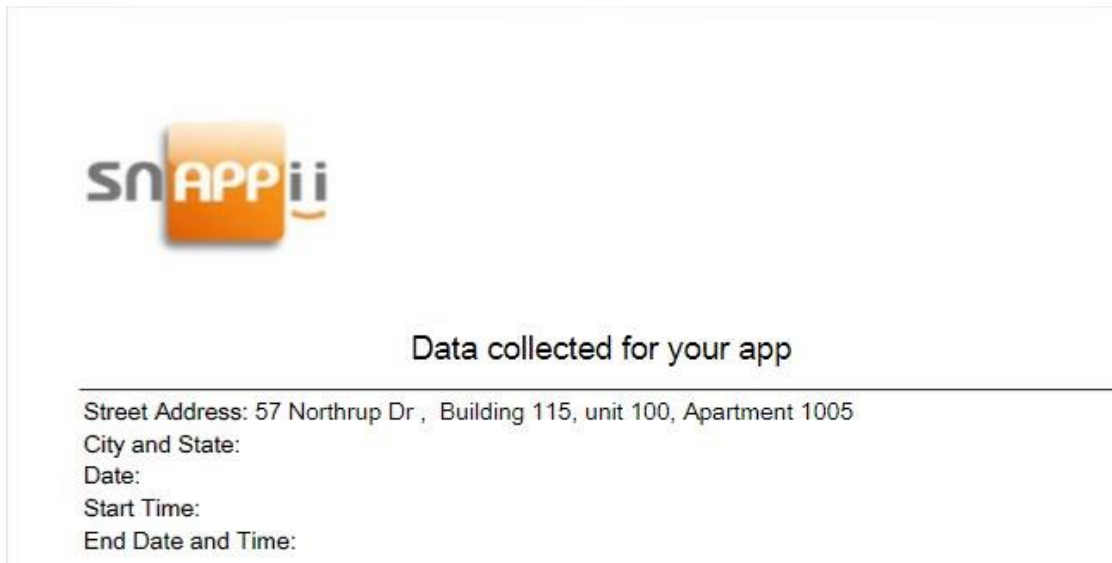 snAPPii
Data collected for your app
Street Address: 57 Northrup Dr , Building 115, unit 100, Apartment 1005
City and State:
Date:
Start Time:
End Date and Time: